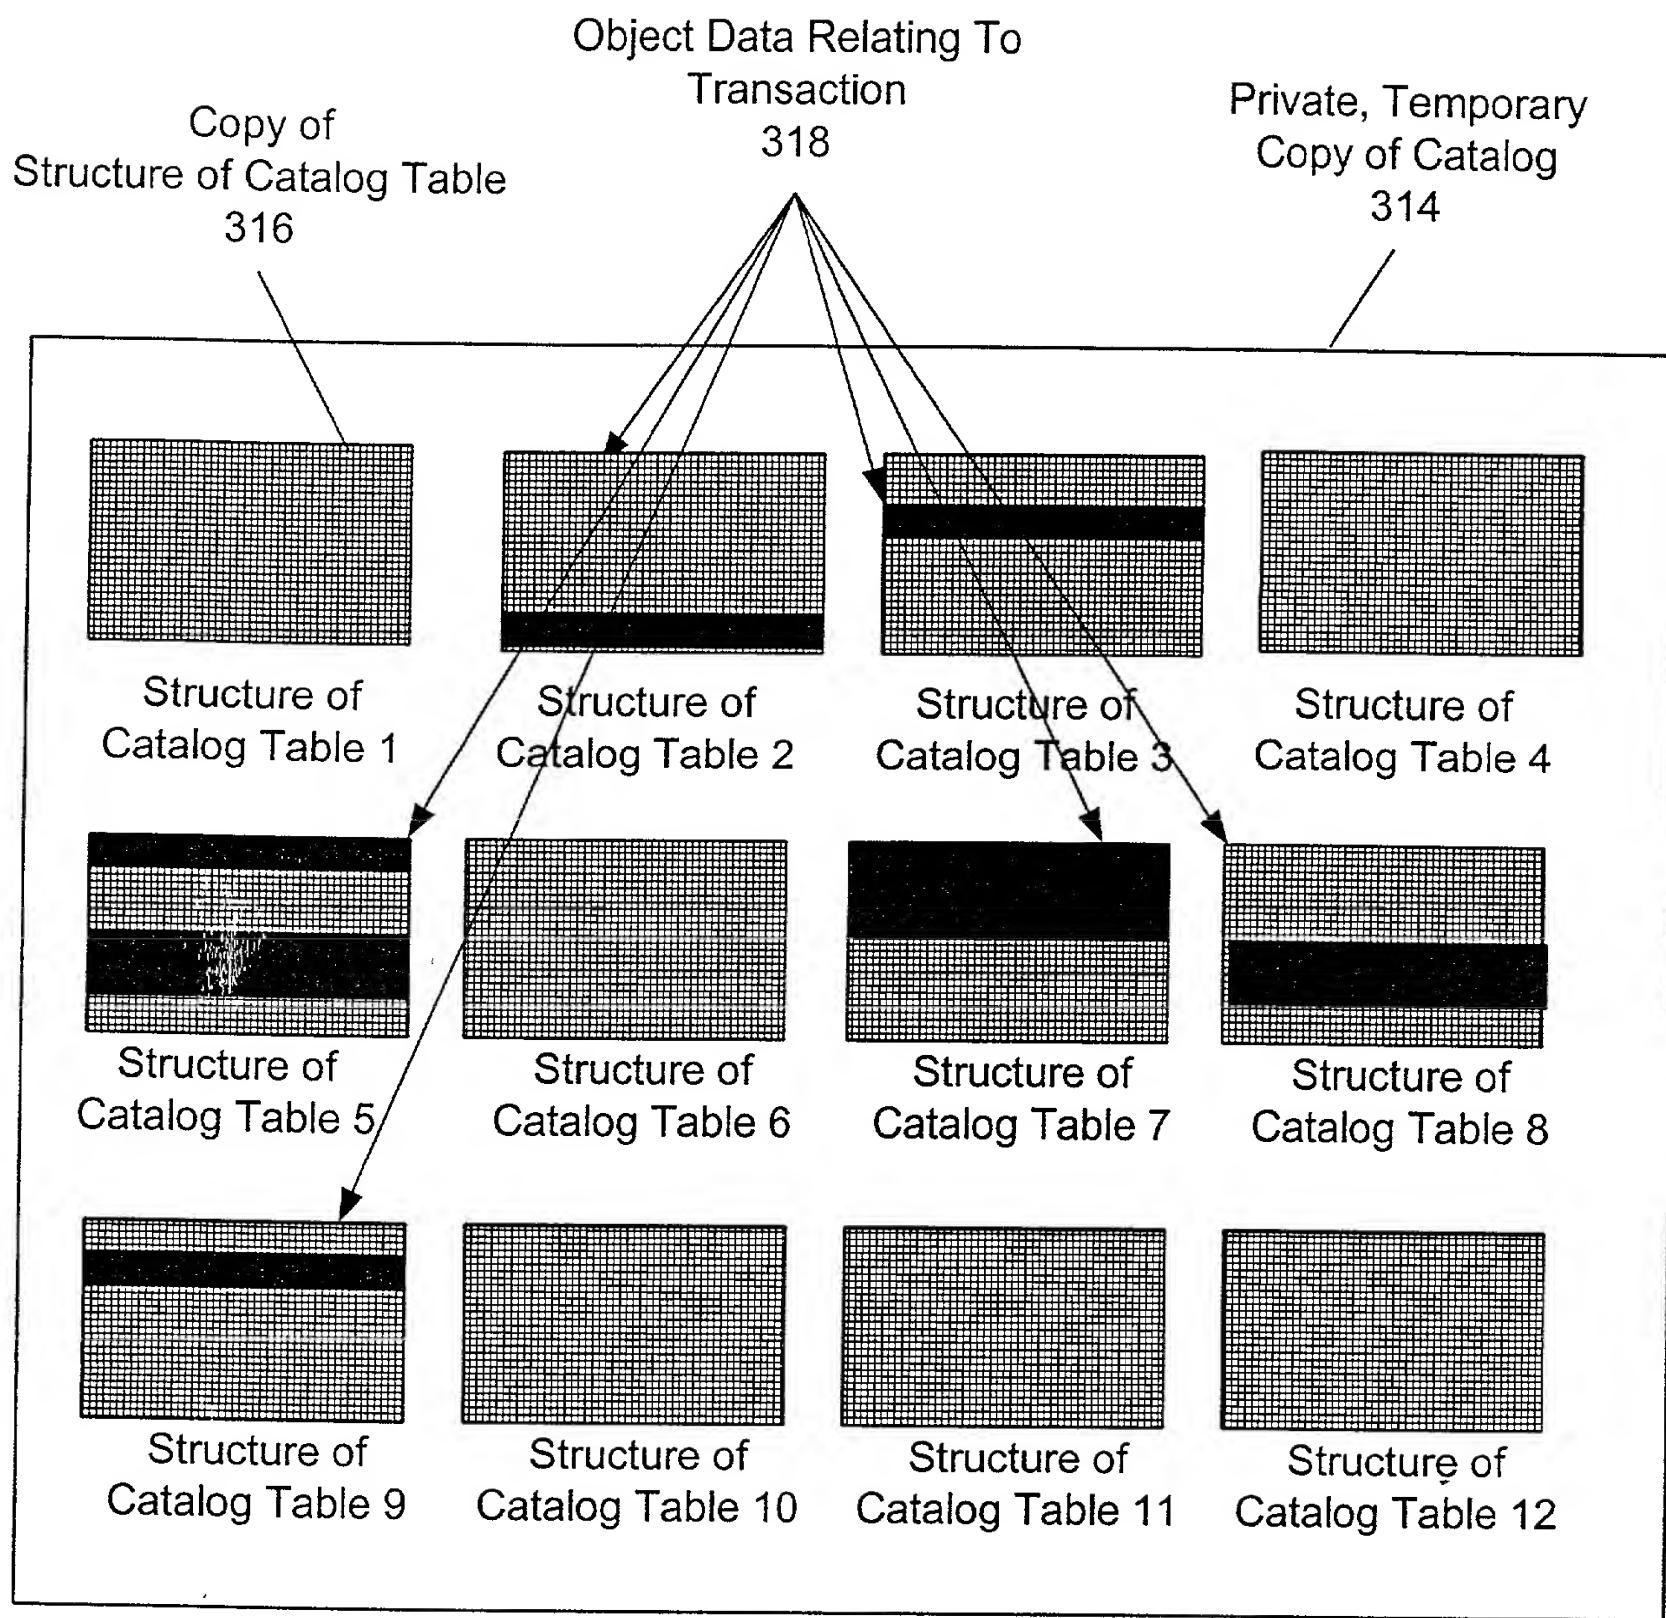 Object Data Relating To
Transaction
318
Copy of
Structure of Catalog Table
316
Private, Temporary
Copy of Catalog
314
Structure of
Catalog Table 1
Structure of
Catalog Table 2
Structure of
Catalog Table 3
Structure of
Catalog Table 4
Structure of
Catalog Table 5
Structure of
Catalog Table 6
Structure of
Catalog Table 7
Structure of
Catalog Table 8
Structure of
Catalog Table 9
Structure of
Catalog Table 10
Structure of
Catalog Table 11
Structure of
Catalog Table 12